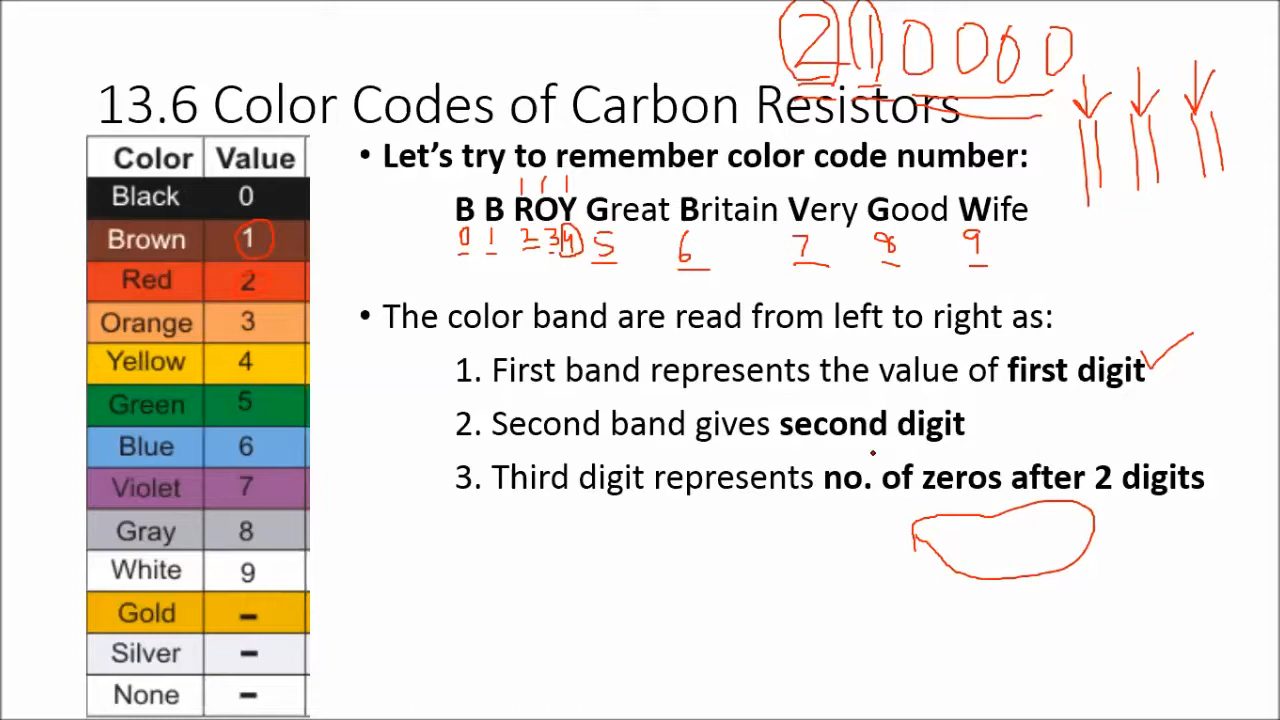 210000
13.6 Color Codes of Carbon Resistors
Color Value
Black 0
Brown 1
Red 2
Orange 3
Yellow 4
Green 5
Blue 6
Violet 7
Gray 8
White 9
Gold -
Silver -
None -
• Let's try to remember color code number:
B B ROY Great Britain Very Good Wife
0 1 2 3 4 5 6 7 8 9
• The color band are read from left to right as:
1. First band represents the value of first digit
2. Second band gives second digit
3. Third digit represents no. of zeros after 2 digits